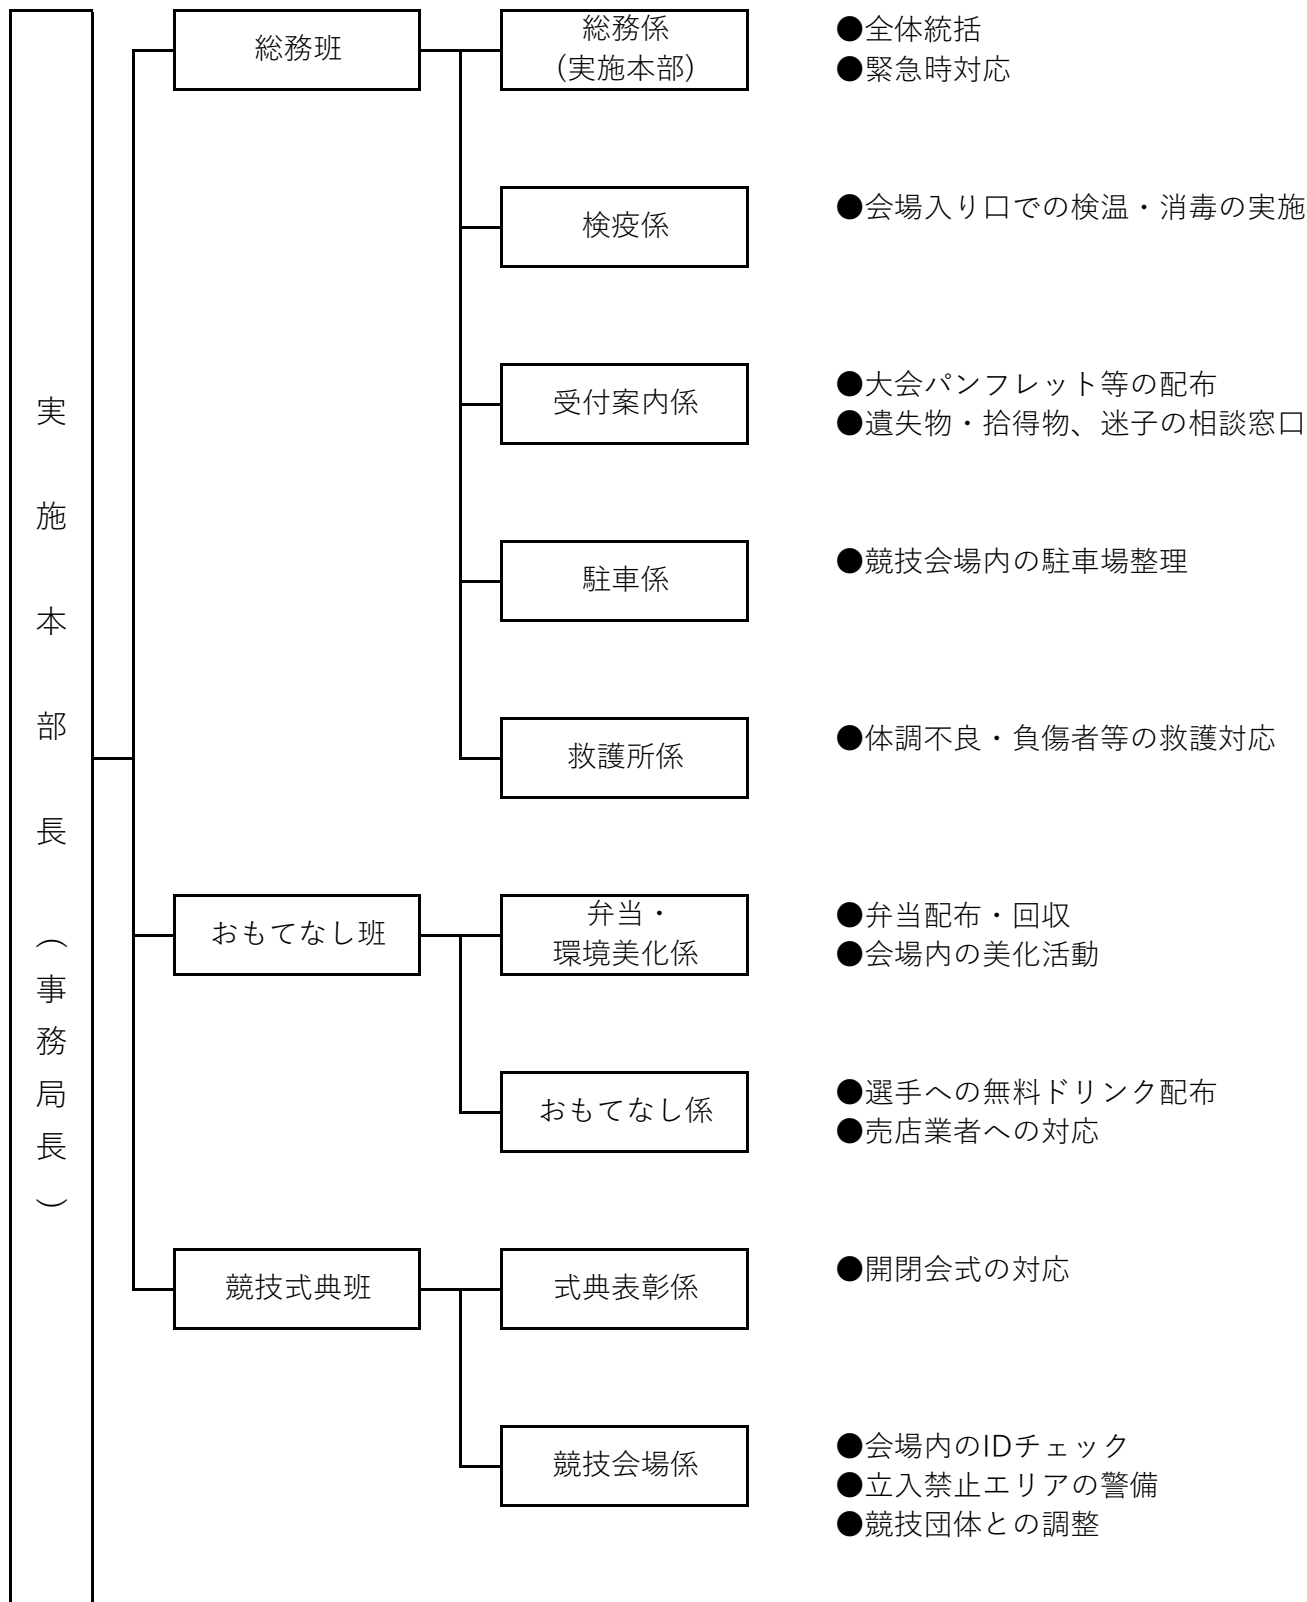 実施本部長（事務局長）
総務班
総務係
(実施本部)
●全体統括
●緊急時対応
検疫係
●会場入り口での検温・消毒の実施
受付案内係
●大会パンフレット等の配布
●遺失物・拾得物、迷子の相談窓口
駐車係
●競技会場内の駐車場整理
救護所係
●体調不良・負傷者等の救護対応
おもてなし班
弁当・
環境美化係
●弁当配布・回収
●会場内の美化活動
おもてなし係
●選手への無料ドリンク配布
●売店業者への対応
競技式典班
式典表彰係
●開閉会式の対応
競技会場係
●会場内のIDチェック
●立入禁止エリアの警備
●競技団体との調整